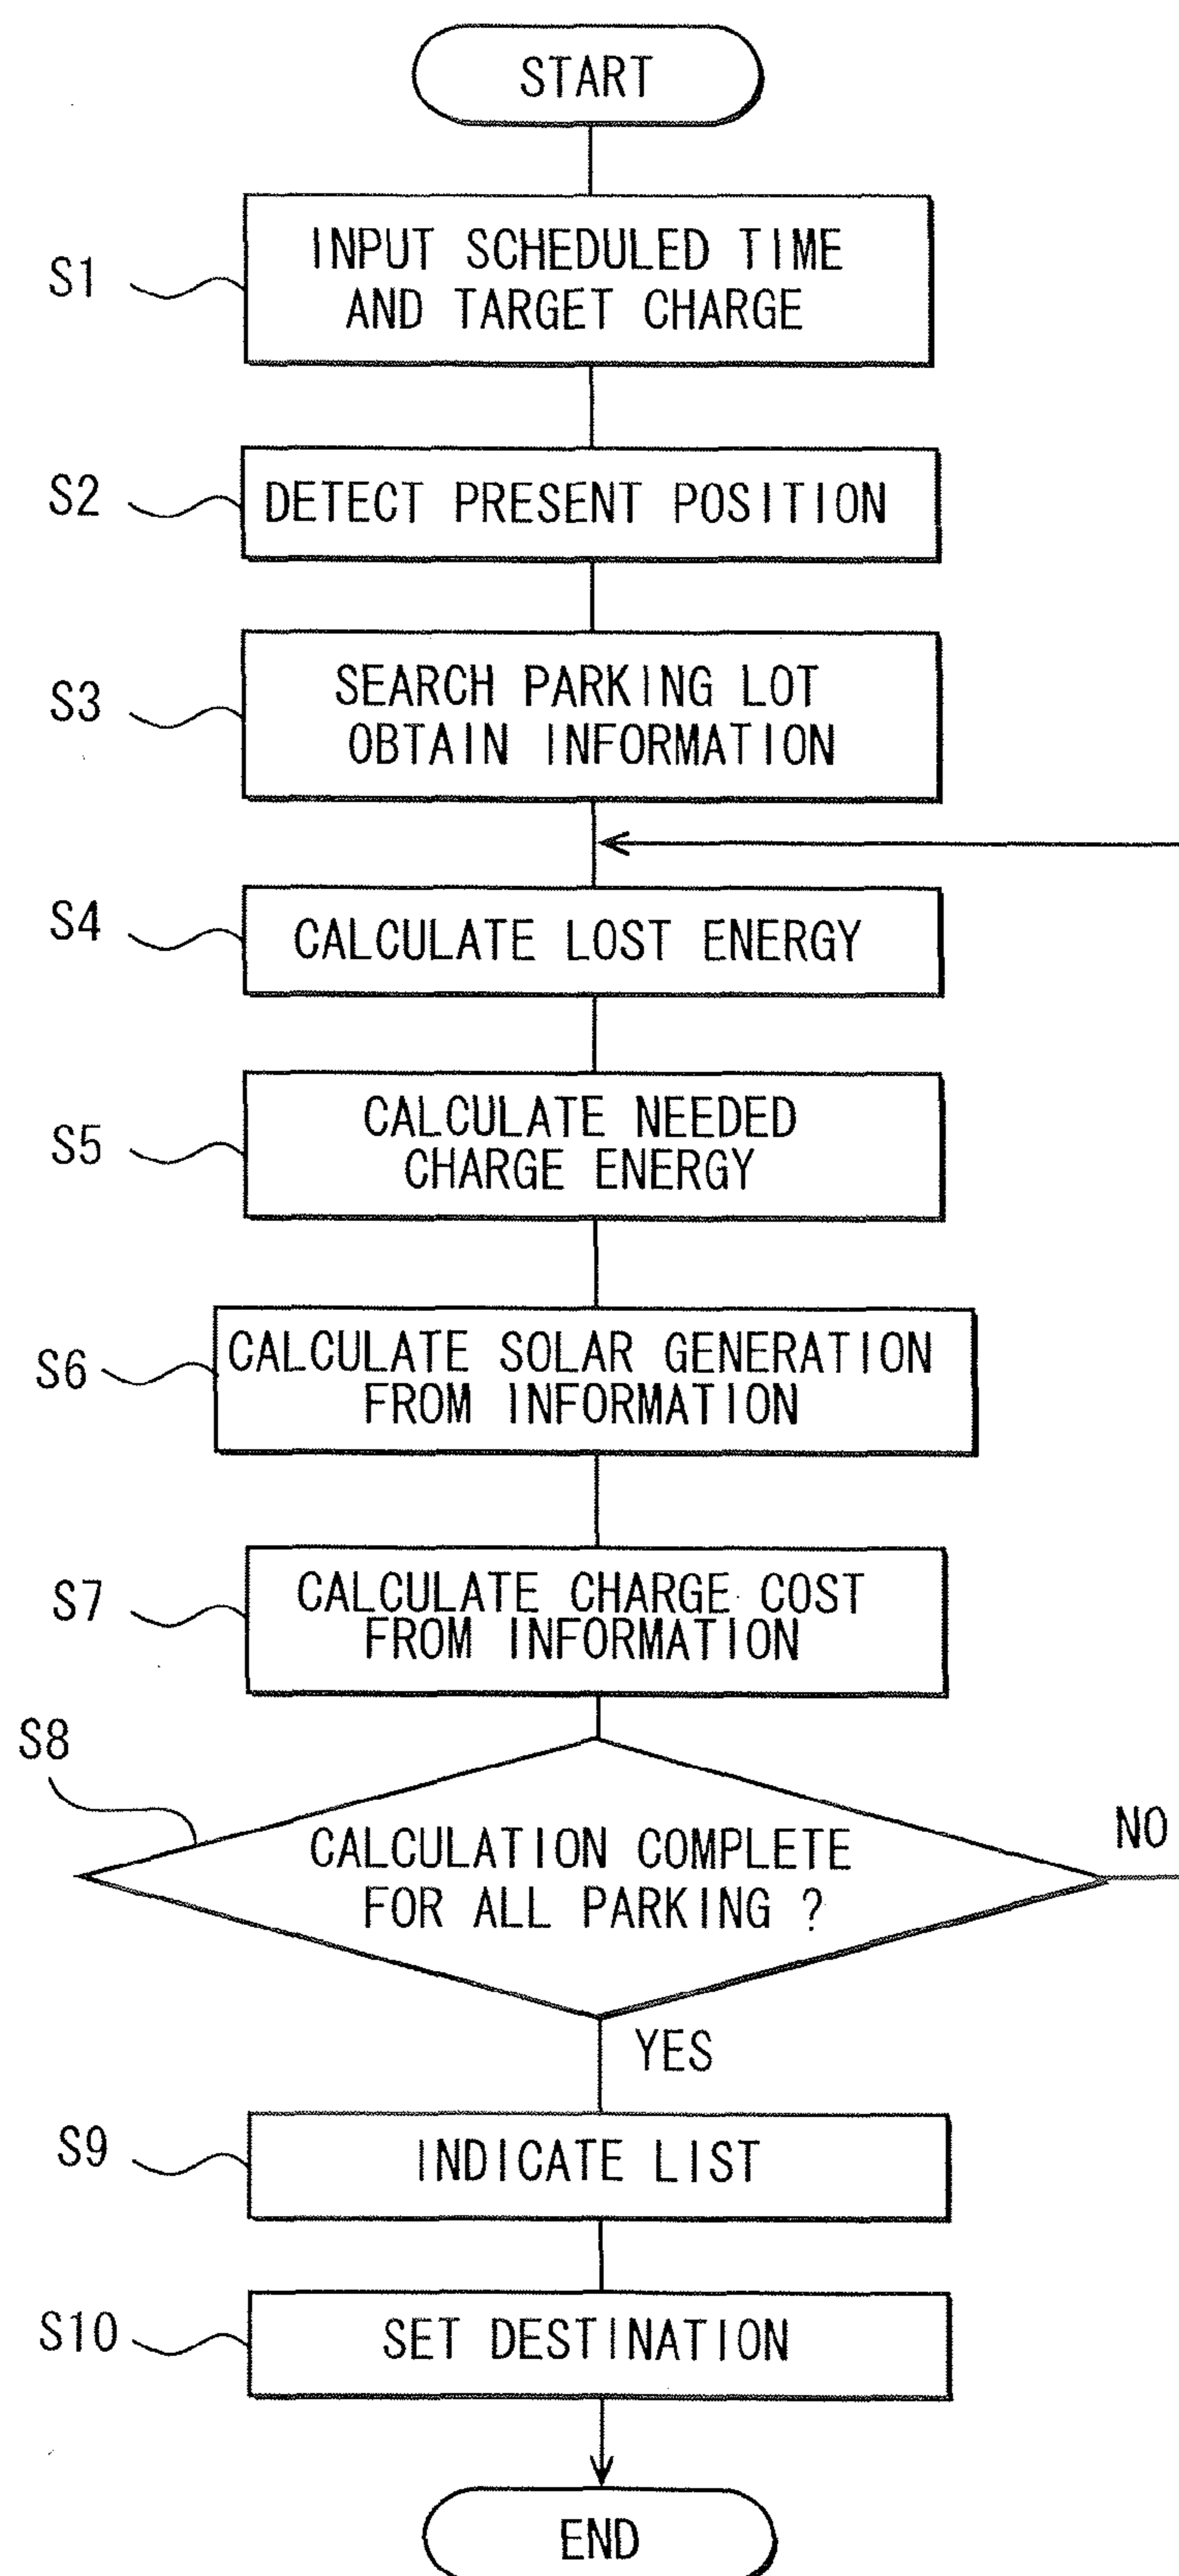 START
S1
INPUT SCHEDULED TIME
AND TARGET CHARGE
S2
DETECT PRESENT POSITION
S3
SEARCH PARKING LOT
OBTAIN INFORMATION
S4
CALCULATE LOST ENERGY
S5
CALCULATE NEEDED
CHARGE ENERGY
S6
CALCULATE SOLAR GENERATION
FROM INFORMATION
S7
CALCULATE CHARGE COST
FROM INFORMATION
S8
CALCULATION COMPLETE
FOR ALL PARKING ?
NO
YES
S9
INDICATE LIST
S10
SET DESTINATION
END